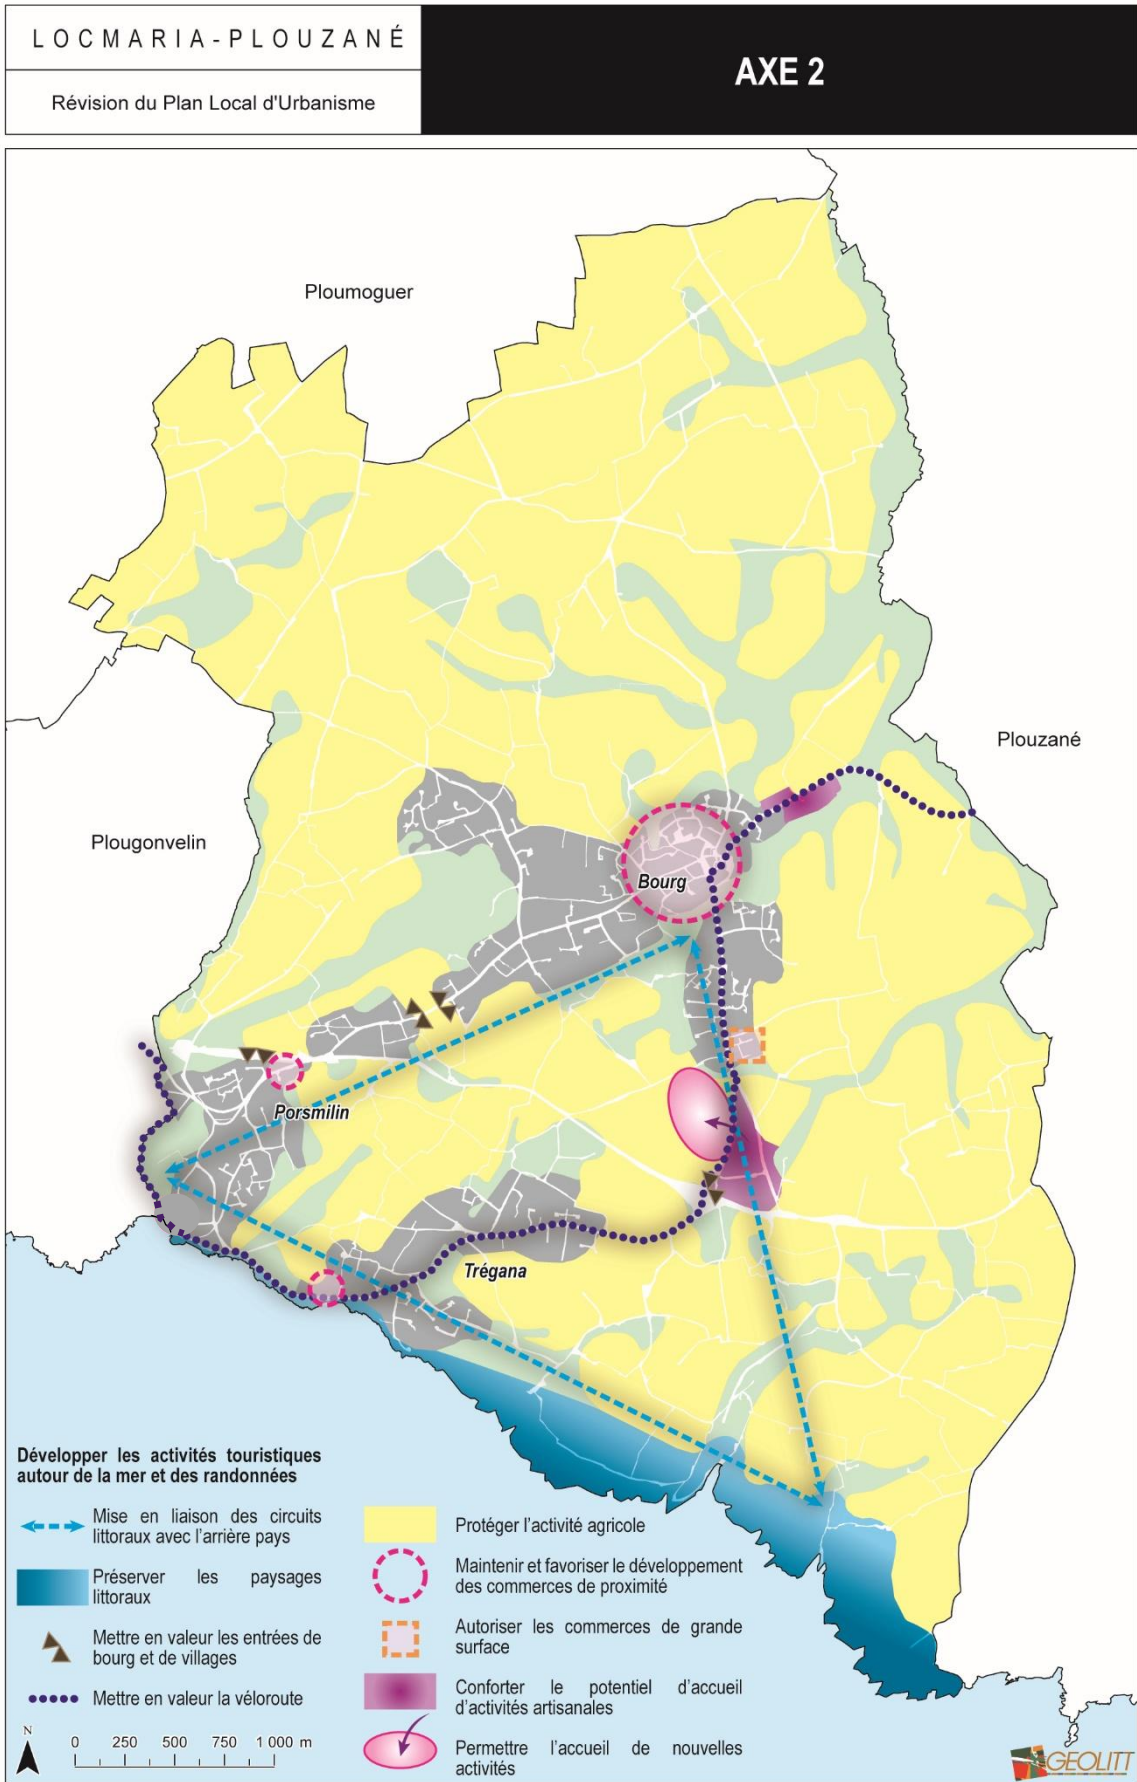 LOCMARIA-PLOUZANÉ
Révision du Plan Local d'Urbanisme
AXE 2
Ploumoguer
Plouzané
Plougonvelin
Bourg
Porsmilin
Trégana
Développer les activités touristiques
autour de la mer et des randonnées
Mise en liaison des circuits
littoraux avec l'arrière pays
Préserver les paysages
littoraux
Mettre en valeur les entrées de
bourg et de villages
Mettre en valeur la véloroute
N
0 250 500 750 1 000 m
Protéger l'activité agricole
Maintenir et favoriser le développement
des commerces de proximité
Autoriser les commerces de grande
surface
Conforter le potentiel d'accueil
d'activités artisanales
Permettre l'accueil de nouvelles
activités
GEOLITT